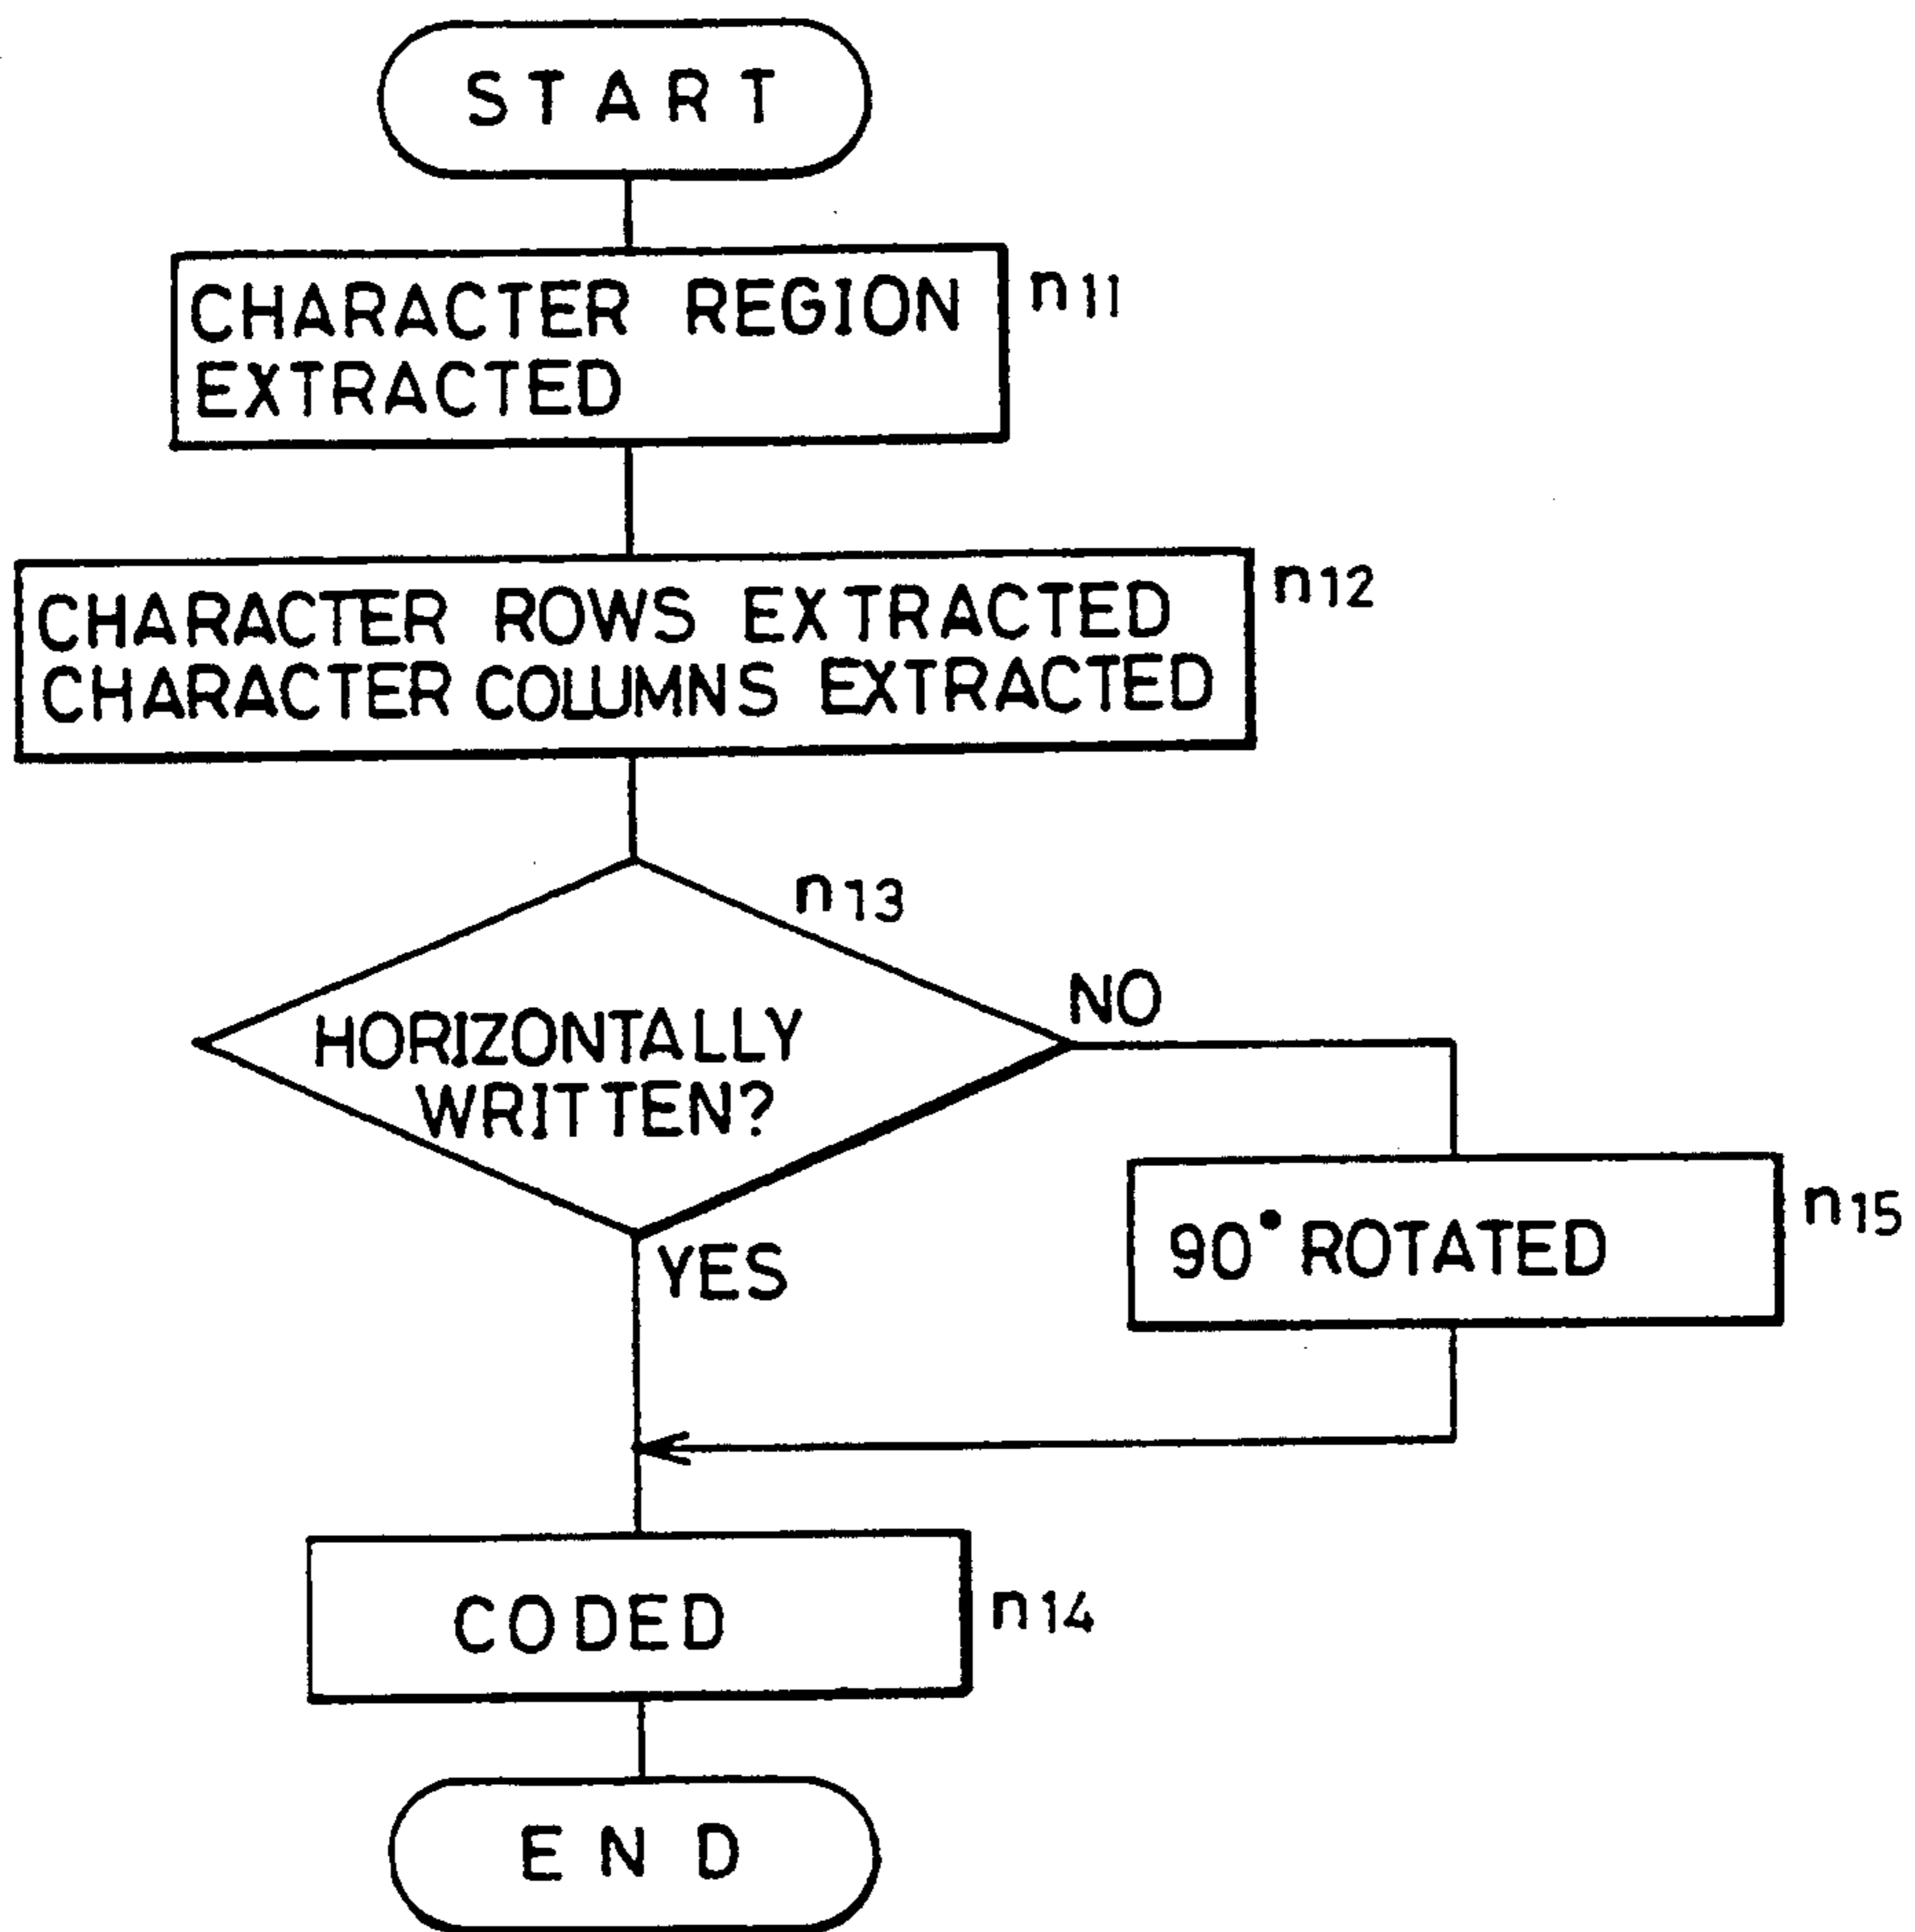 START
CHARACTER REGION n11
EXTRACTED
CHARACTER ROWS EXTRACTED n12
CHARACTER COLUMNS EXTRACTED
n13
NO
HORIZONTALLY
WRITTEN?
n15
90° ROTATED
YES
CODED n14
END